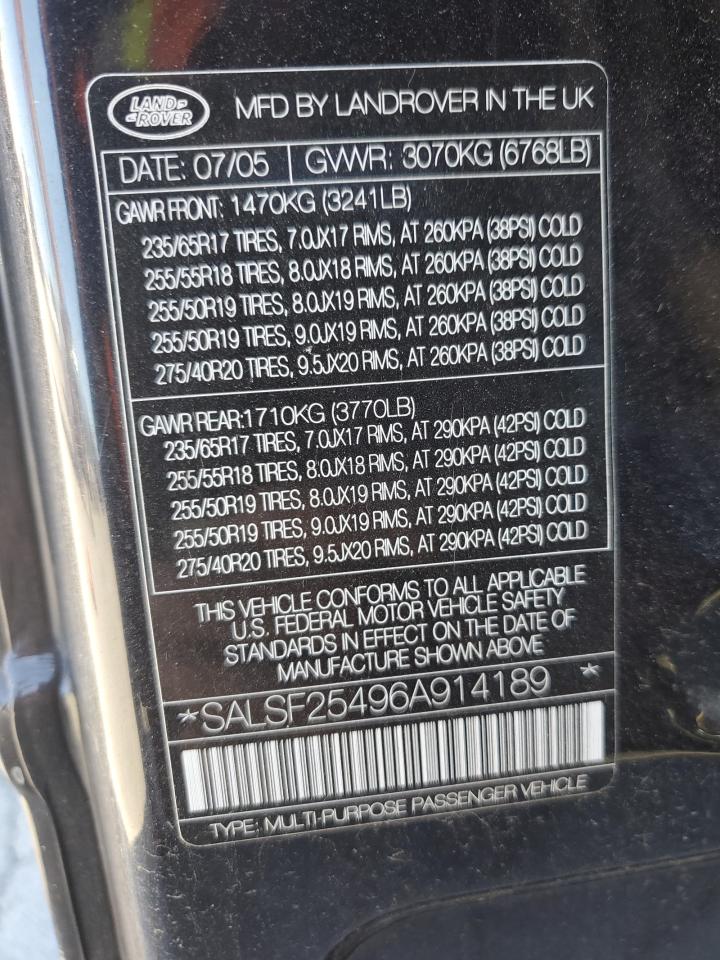 LAND ROVER MFD BY LANDROVER IN THE UK
DATE: 07/05 GVWR: 3070KG (6768LB)
GAWR FRONT: 1470KG (3241LB)
235/65R17 TIRES, 7.0JX17 RIMS, AT 260KPA (38PSI) COLD
255/55R18 TIRES, 8.0JX18 RIMS, AT 260KPA (38PSI) COLD
255/50R19 TIRES, 8.0JX19 RIMS, AT 260KPA (38PSI) COLD
255/50R19 TIRES, 9.0JX19 RIMS, AT 260KPA (38PSI) COLD
275/40R20 TIRES, 9.5JX20 RIMS, AT 260KPA (38PSI) COLD
GAWR REAR:1710KG (3770LB)
235/65R17 TIRES, 7.0JX17 RIMS, AT 290KPA (42PSI) COLD
255/55R18 TIRES, 8.0JX18 RIMS, AT 290KPA (42PSI) COLD
255/50R19 TIRES, 8.0JX19 RIMS, AT 290KPA (42PSI) COLD
255/50R19 TIRES, 9.0JX19 RIMS, AT 290KPA (42PSI) COLD
275/40R20 TIRES, 9.5JX20 RIMS, AT 290KPA (42PSI) COLD
THIS VEHICLE CONFORMS TO ALL APPLICABLE
U.S. FEDERAL MOTOR VEHICLE SAFETY
STANDARDS IN EFFECT ON THE DATE OF
MANUFACTURE SHOWN ABOVE
*SALSF25496A914189 *
TYPE: MULTI-PURPOSE PASSENGER VEHICLE